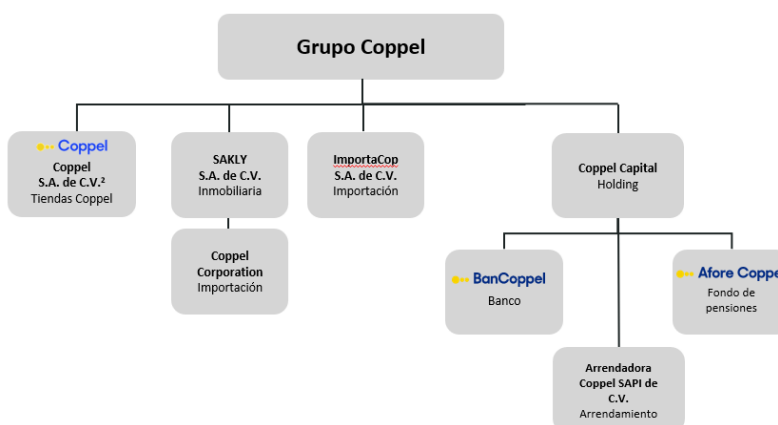 Grupo Coppel
Coppel
Coppel
S.A. de C.V.²
Tiendas Coppel
SAKLY
S.A. de C.V.
Inmobiliaria
ImportaCop
S.A. de C.V.
Importación
Coppel Capital
Holding
Coppel
Corporation
Importación
BanCoppel
Banco
Afore Coppel
Fondo de
pensiones
Arrendadora
Coppel SAPI de
C.V.
Arrendamiento